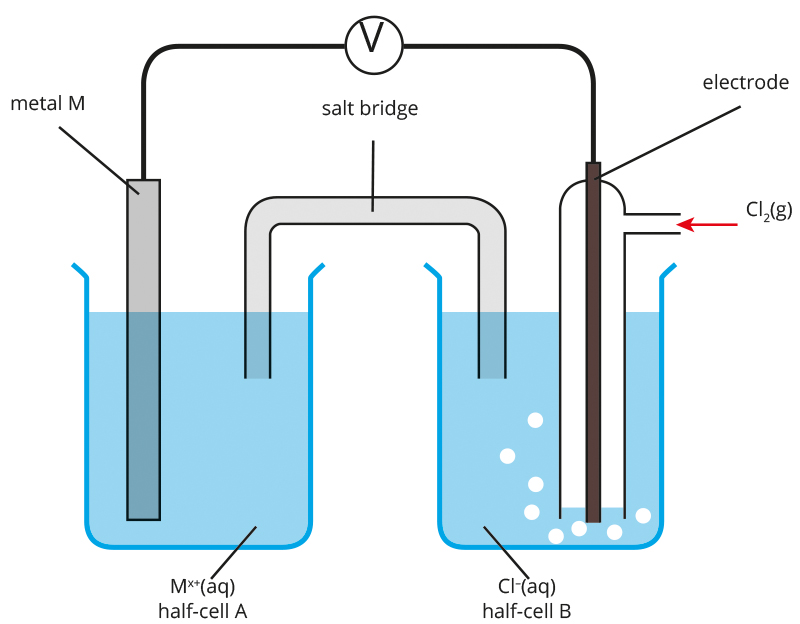 V
electrode
metal M
salt bridge
Cl₂(g)
Mˣ⁺(aq)
half-cell A
Cl⁻(aq)
half-cell B